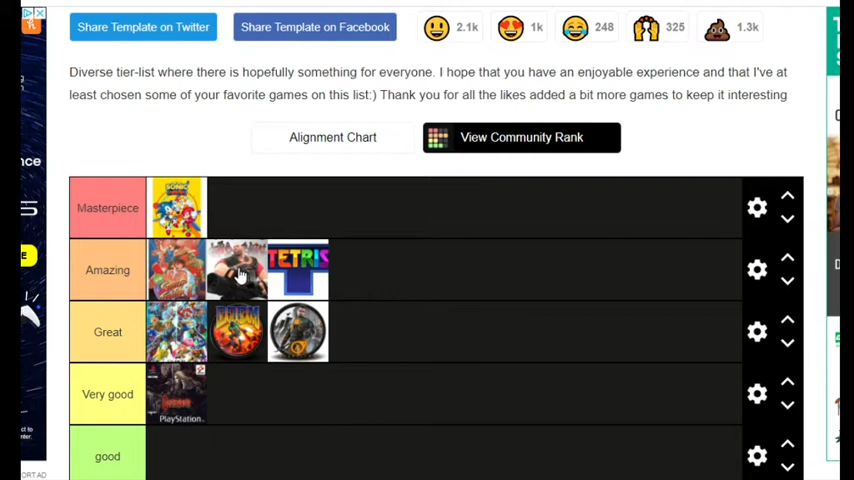 Share Template on Twitter
Share Template on Facebook
2.1k
1k
248
325
1.3k
Diverse tier-list where there is hopefully something for everyone. I hope that you have an enjoyable experience and that I've at
least chosen some of your favorite games on this list:) Thank you for all the likes added a bit more games to keep it interesting
Alignment Chart
View Community Rank
Masterpiece
SONIC
Amazing
TETRIS
Great
DOOM
Very good
PlayStation
good